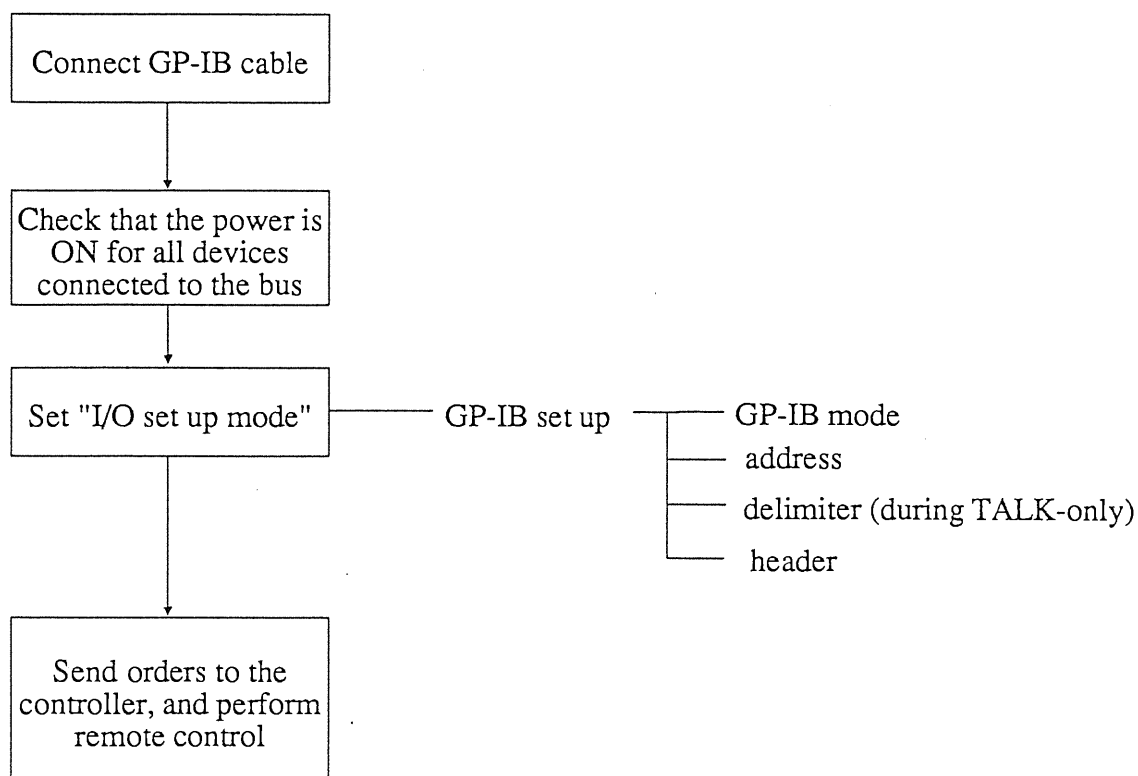 Connect GP-IB cable
Check that the power is
ON for all devices
connected to the bus
Set "I/O set up mode"
GP-IB set up
GP-IB mode
address
delimiter (during TALK-only)
header
Send orders to the
controller, and perform
remote control